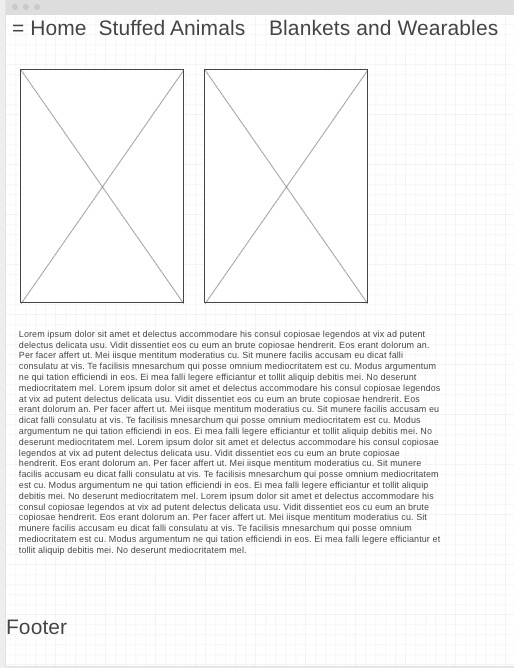 = Home  Stuffed Animals    Blankets and Wearables
Lorem ipsum dolor sit amet et delectus accommodare his consul copiosae legendos at vix ad putent
delectus delicata usu. Vidit dissentiet eos cu eum an brute copiosae hendrerit. Eos erant dolorum an.
Per facer affert ut. Mei iisque mentitum moderatius cu. Sit munere facilis accusam eu dicat falli
consulatu at vis. Te facilisis mnesarchum qui posse omnium mediocritatem est cu. Modus argumentum
ne qui tation efficiendi in eos. Ei mea falli legere efficiantur et tollit aliquip debitis mei. No deserunt
mediocritatem mel. Lorem ipsum dolor sit amet et delectus accommodare his consul copiosae legendos
at vix ad putent delectus delicata usu. Vidit dissentiet eos cu eum an brute copiosae hendrerit. Eos
erant dolorum an. Per facer affert ut. Mei iisque mentitum moderatius cu. Sit munere facilis accusam eu
dicat falli consulatu at vis. Te facilisis mnesarchum qui posse omnium mediocritatem est cu. Modus
argumentum ne qui tation efficiendi in eos. Ei mea falli legere efficiantur et tollit aliquip debitis mei. No
deserunt mediocritatem mel. Lorem ipsum dolor sit amet et delectus accommodare his consul copiosae
legendos at vix ad putent delectus delicata usu. Vidit dissentiet eos cu eum an brute copiosae
hendrerit. Eos erant dolorum an. Per facer affert ut. Mei iisque mentitum moderatius cu. Sit munere
facilis accusam eu dicat falli consulatu at vis. Te facilisis mnesarchum qui posse omnium mediocritatem
est cu. Modus argumentum ne qui tation efficiendi in eos. Ei mea falli legere efficiantur et tollit aliquip
debitis mei. No deserunt mediocritatem mel. Lorem ipsum dolor sit amet et delectus accommodare his
consul copiosae legendos at vix ad putent delectus delicata usu. Vidit dissentiet eos cu eum an brute
copiosae hendrerit. Eos erant dolorum an. Per facer affert ut. Mei iisque mentitum moderatius cu. Sit
munere facilis accusam eu dicat falli consulatu at vis. Te facilisis mnesarchum qui posse omnium
mediocritatem est cu. Modus argumentum ne qui tation efficiendi in eos. Ei mea falli legere efficiantur et
tollit aliquip debitis mei. No deserunt mediocritatem mel.
Footer